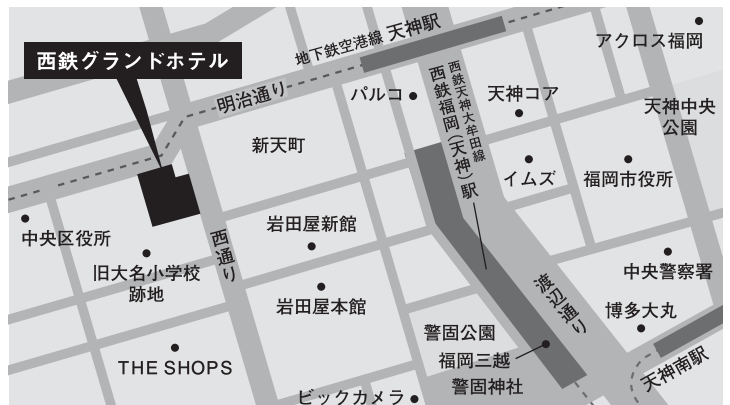 天神駅
地下鉄空港線
アクロス福岡
西鉄グランドホテル
明治通り
パルコ
西鉄天神大牟田線
西鉄福岡(天神)駅
天神コア
天神中央
公園
新天町
イムズ
福岡市役所
中央区役所
西通り
岩田屋新館
旧大名小学校
跡地
岩田屋本館
渡辺通り
中央警察署
博多大丸
警固公園
福岡三越
警固神社
天神南駅
THE SHOPS
ビックカメラ